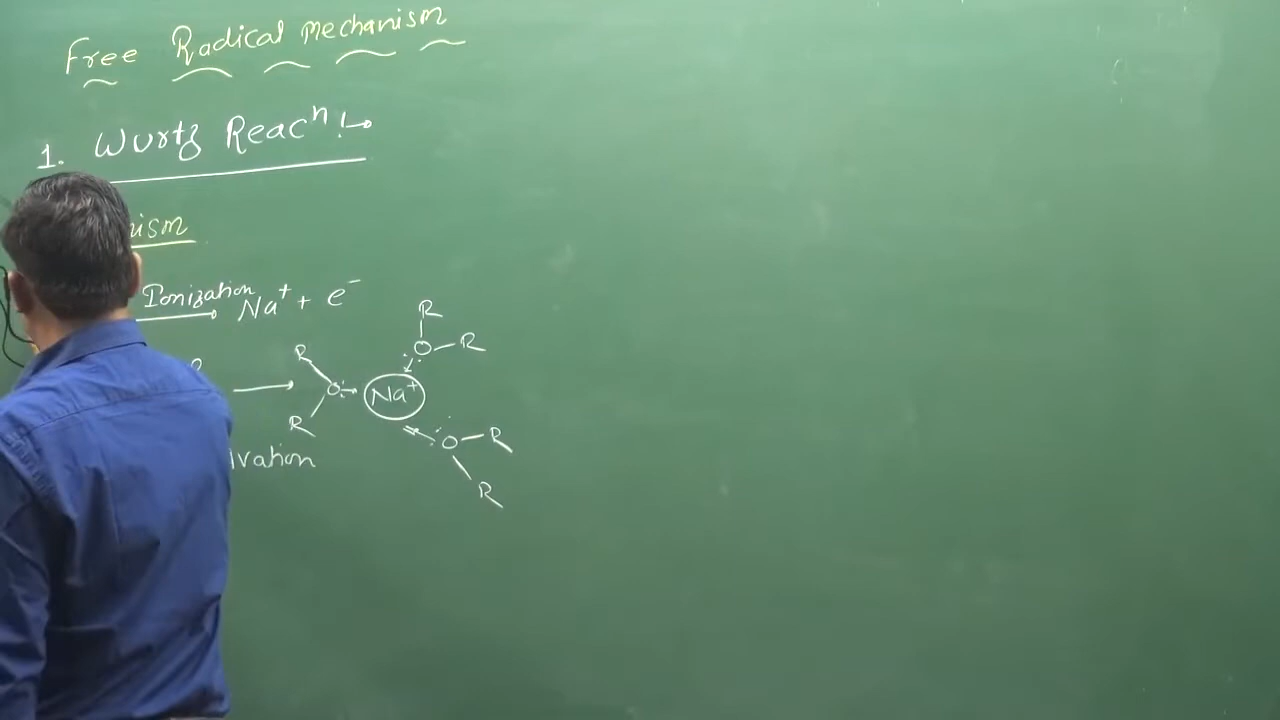 Free Radical mechanism
1. Wurtz Reacⁿ :→
ism
Ionization
→ Na⁺ + e⁻
R
R
→
R
O
Na⁺
O
R
R
O
R
R
vation